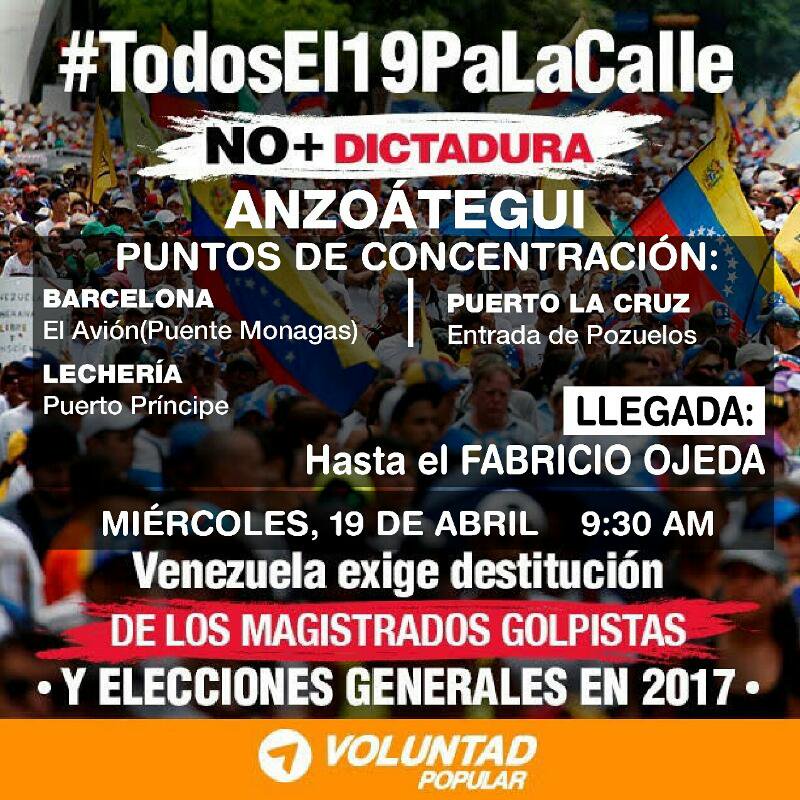 #TodosEl19PaLaCalle
NO+ DICTADURA
ANZOÁTEGUI
PUNTOS DE CONCENTRACIÓN:
BARCELONA
El Avión(Puente Monagas)
PUERTO LA CRUZ
Entrada de Pozuelos
LECHERÍA
Puerto Príncipe
LLEGADA:
Hasta el FABRICIO OJEDA
MIÉRCOLES, 19 DE ABRIL 9:30 AM
Venezuela exige destitución
DE LOS MAGISTRADOS GOLPISTAS
• Y ELECCIONES GENERALES EN 2017 •
VOLUNTAD
POPULAR